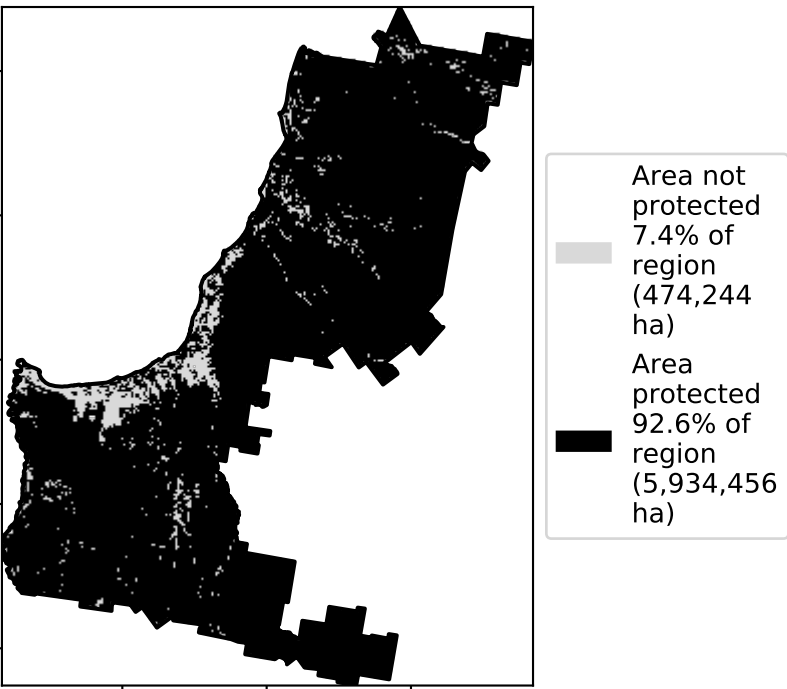 Area not
protected
7.4% of
region
(474,244
ha)
Area
protected
92.6% of
region
(5,934,456
ha)